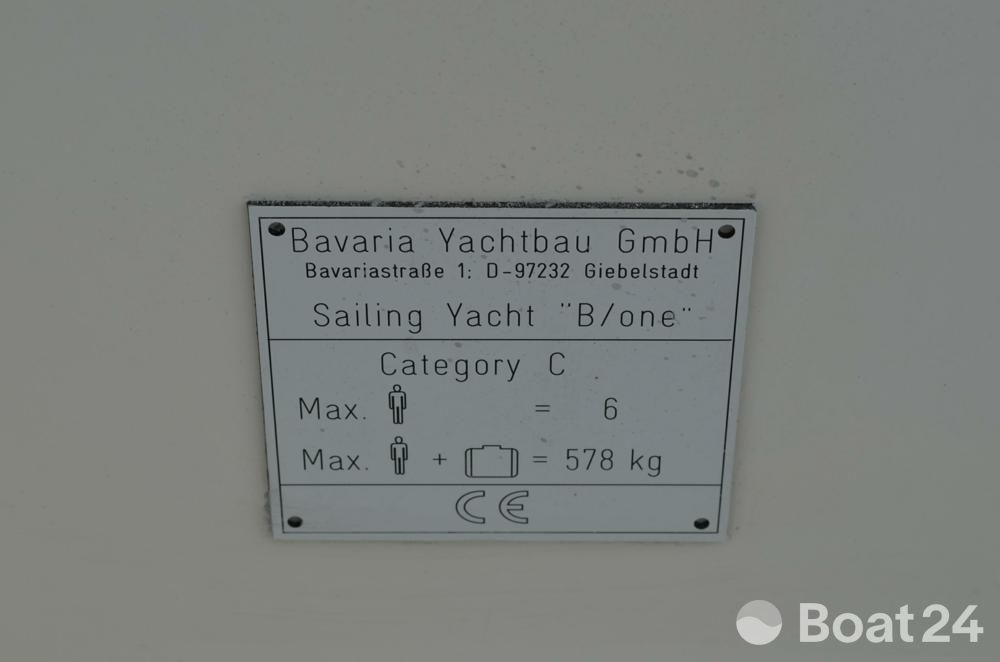 Bavaria Yachtbau GmbH
Bavariastraße 1; D-97232 Giebelstadt
Sailing Yacht "B/one"
Category C
Max. = 6
Max. + = 578 kg
CE
Boat24